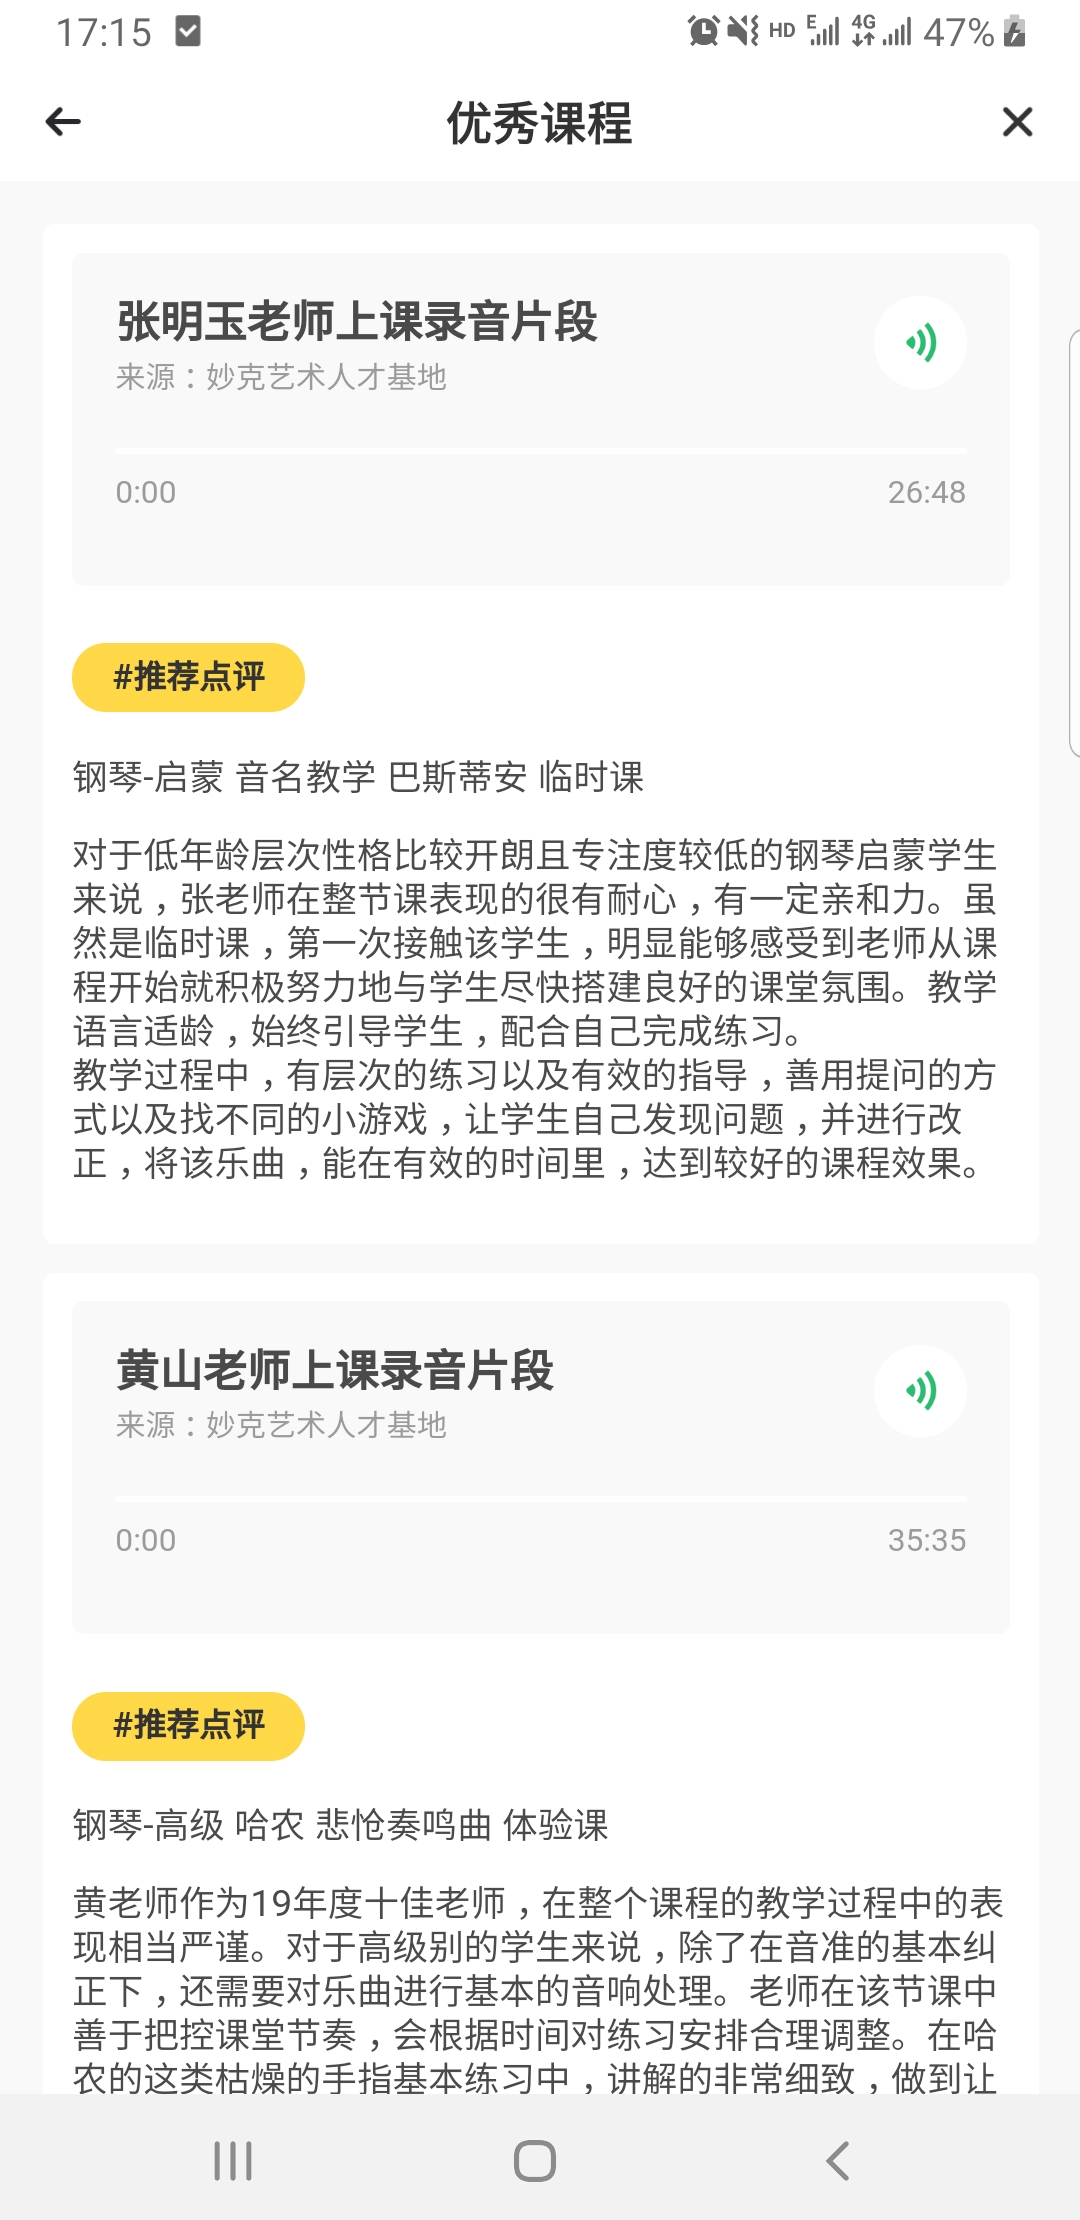 17:15
HD E 4G 47%
优秀课程
张明玉老师上课录音片段
来源：妙克艺术人才基地
0:00 26:48
#推荐点评
钢琴-启蒙 音名教学 巴斯蒂安 临时课
对于低年龄层次性格比较开朗且专注度较低的钢琴启蒙学生
来说，张老师在整节课表现的很有耐心，有一定亲和力。虽
然是临时课，第一次接触该学生，明显能够感受到老师从课
程开始就积极努力地与学生尽快搭建良好的课堂氛围。教学
语言适龄，始终引导学生，配合自己完成练习。
教学过程中，有层次的练习以及有效的指导，善用提问的方
式以及找不同的小游戏，让学生自己发现问题，并进行改
正，将该乐曲，能在有效的时间里，达到较好的课程效果。
黄山老师上课录音片段
来源：妙克艺术人才基地
0:00 35:35
#推荐点评
钢琴-高级 哈农 悲怆奏鸣曲 体验课
黄老师作为19年度十佳老师，在整个课程的教学过程中的表
现相当严谨。对于高级别的学生来说，除了在音准的基本纠
正下，还需要对乐曲进行基本的音响处理。老师在该节课中
善于把控课堂节奏，会根据时间对练习安排合理调整。在哈
农的这类枯燥的手指基本练习中，讲解的非常细致，做到让